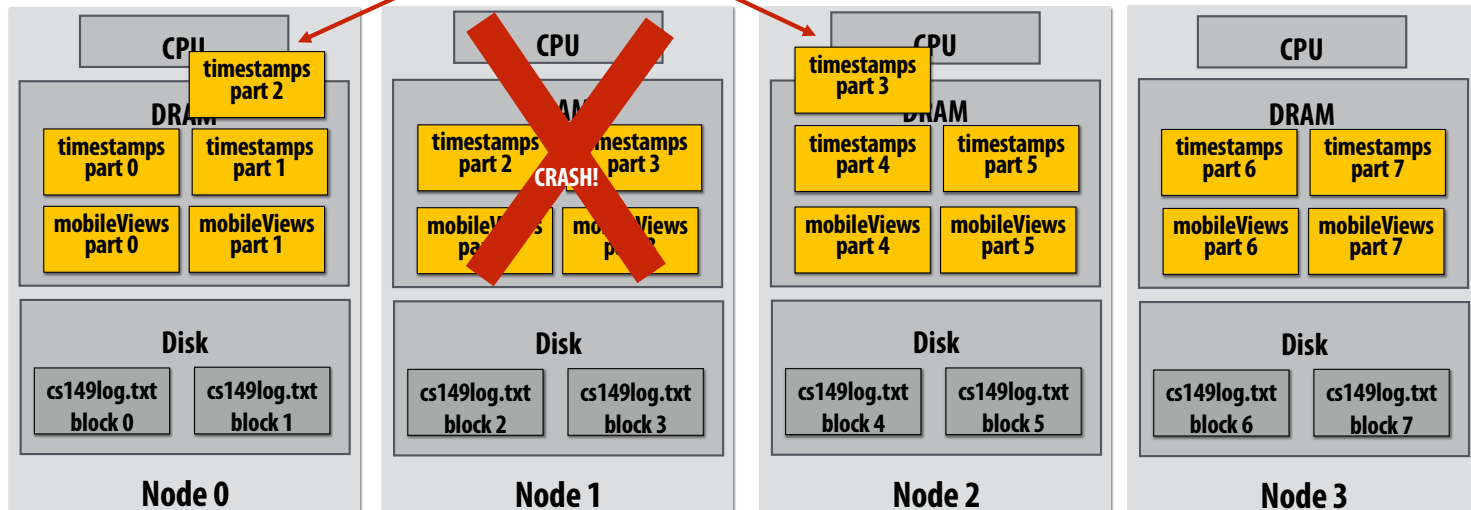 CPU
timestamps
part 2
DRAM
timestamps
part 0
timestamps
part 1
mobileViews
part 0
mobileViews
part 1
Disk
cs149log.txt
block 0
cs149log.txt
block 1
Node 0
CPU
timestamps
part 2
part 3
CRASH!
Disk
cs149log.txt
block 2
cs149log.txt
block 3
Node 1
CPU
timestamps
part 3
DRAM
timestamps
part 4
timestamps
part 5
mobileViews
part 4
mobileViews
part 5
Disk
cs149log.txt
block 4
cs149log.txt
block 5
Node 2
CPU
DRAM
timestamps
part 6
timestamps
part 7
mobileViews
part 6
mobileViews
part 7
Disk
cs149log.txt
block 6
cs149log.txt
block 7
Node 3